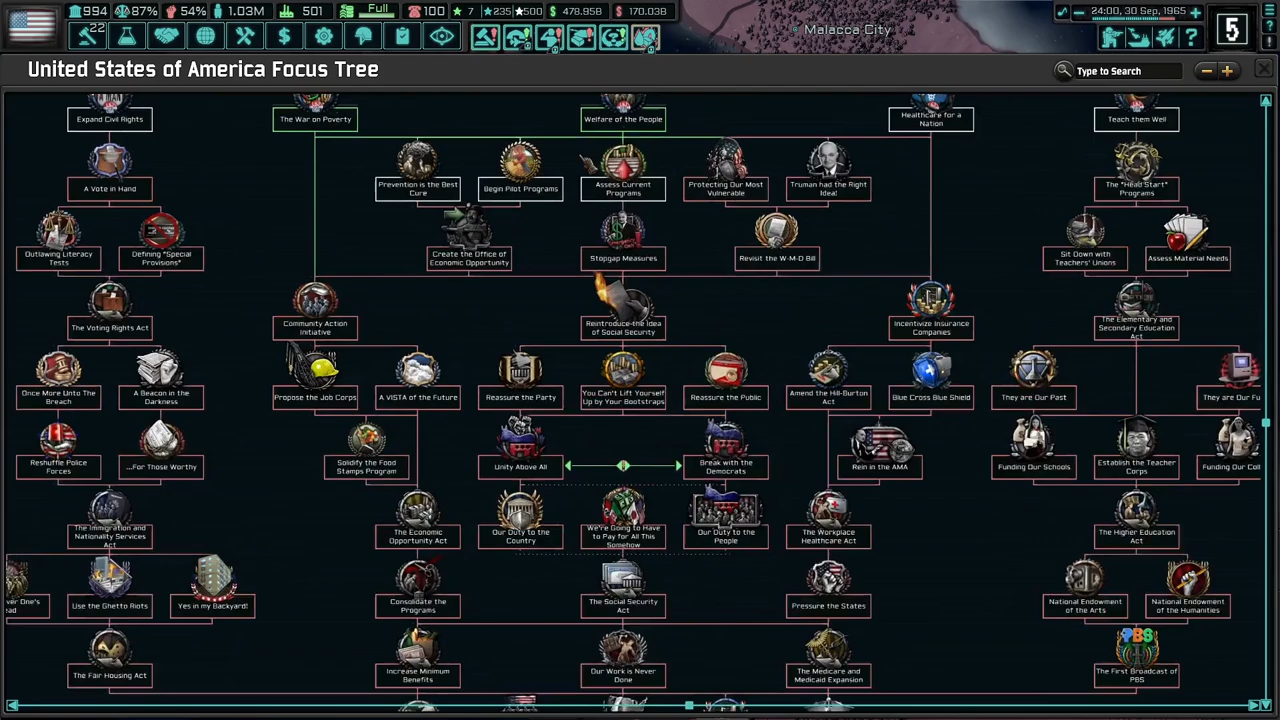 994 87% 54% 1.03M 501 Full 100 7 235 500 $ 478.958 $ 170.038
24:00, 30 Sep, 1965
5
22
Malacca City
United States of America Focus Tree
Type to Search
Expand Civil Rights
The War on Poverty
Welfare of the People
Healthcare for a
Nation
Teach them Well
A Vote in Hand
Prevention is the Best
Cure
Begin Pilot Programs
Assess Current
Programs
Protecting Our Most
Vulnerable
Truman had the Right
Idea!
The "Head Start"
Programs
Outlawing Literacy
Tests
Defining "Special
Provisions"
Create the Office of
Economic Opportunity
Stopgap Measures
Revisit the W-M-D Bill
Sit Down with
Teachers' Unions
Assess Material Needs
The Voting Rights Act
Community Action
Initiative
Reintroduce the Idea
of Social Security
Incentivize Insurance
Companies
The Elementary and
Secondary Education
Act
Once More Unto The
Breach
A Beacon in the
Darkness
Propose the Job Corps
A VISTA of the Future
Reassure the Party
You Can't Lift Yourself
Up by Your Bootstraps
Reassure the Public
Amend the Hill-Burton
Act
Blue Cross Blue Shield
They are Our Past
They are Our Fu
Reshuffle Police
Forces
...For Those Worthy
Solidify the Food
Stamps Program
Unity Above All
Break with the
Democrats
Rein in the AMA
Funding Our Schools
Establish the Teacher
Corps
Funding Our Coll
The Immigration and
Nationality Services
Act
The Economic
Opportunity Act
Our Duty to the
Country
We're Going to Have
to Pay for All This
Somehow
Our Duty to the
People
The Workplace
Healthcare Act
The Higher Education
Act
ver One's
ead
Use the Ghetto Riots
Yes in my Backyard!
Consolidate the
Programs
The Social Security
Act
Pressure the States
National Endowment
of the Arts
National Endowment
of the Humanities
PBS
The Fair Housing Act
Increase Minimum
Benefits
Our Work is Never
Done
The Medicare and
Medicaid Expansion
The First Broadcast of
PBS